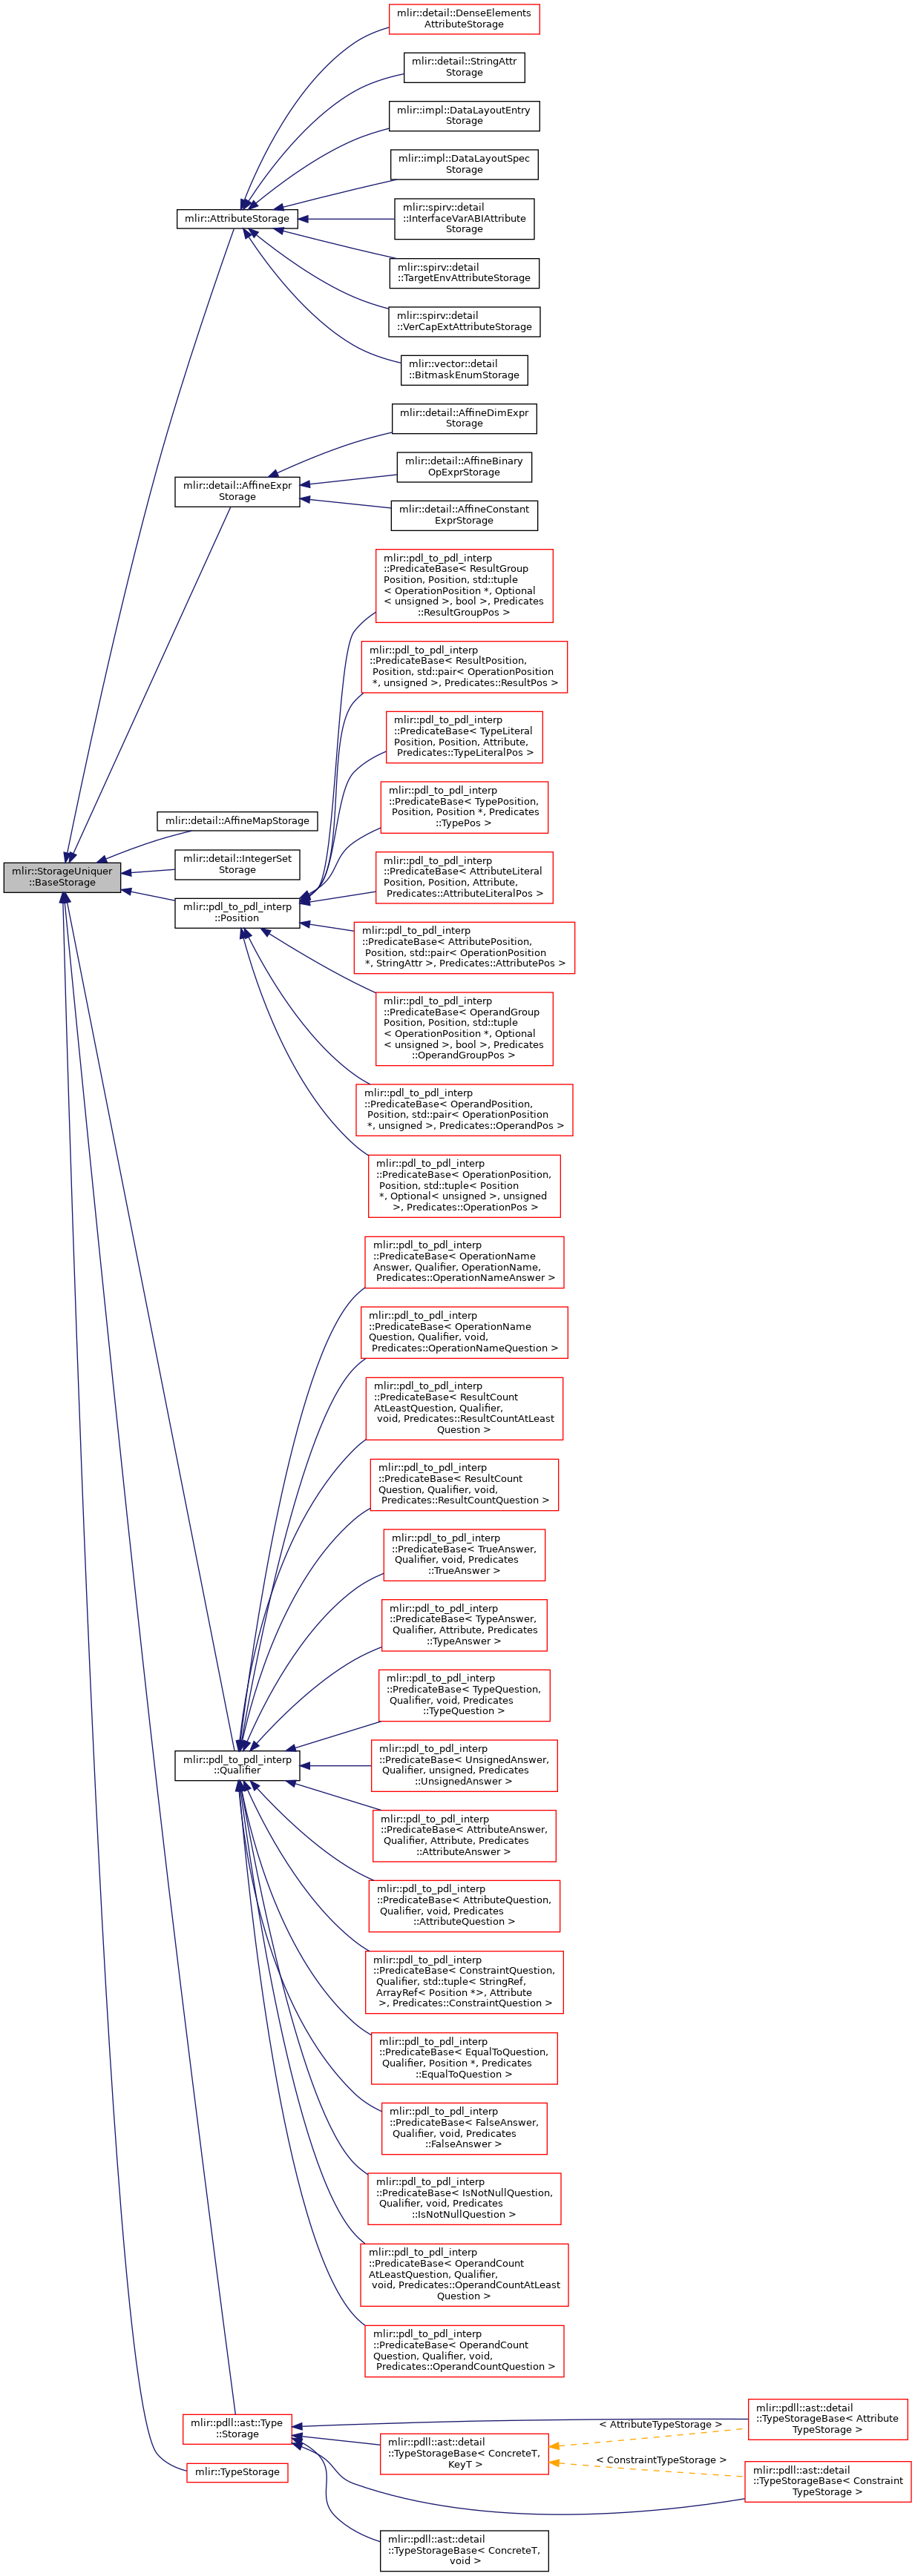 mlir::detail::DenseElements
AttributeStorage
mlir::detail::StringAttr
Storage
mlir::impl::DataLayoutEntry
Storage
mlir::impl::DataLayoutSpec
Storage
mlir::AttributeStorage
mlir::spirv::detail
::InterfaceVarABIAttribute
Storage
mlir::spirv::detail
::TargetEnvAttributeStorage
mlir::spirv::detail
::VerCapExtAttributeStorage
mlir::vector::detail
::BitmaskEnumStorage
mlir::detail::AffineDimExpr
Storage
mlir::detail::AffineBinary
OpExprStorage
mlir::detail::AffineExpr
Storage
mlir::detail::AffineConstant
ExprStorage
mlir::pdl_to_pdl_interp
::PredicateBase< ResultGroup
Position, Position, std::tuple
< OperationPosition *, Optional
< unsigned >, bool >, Predicates
::ResultGroupPos >
mlir::pdl_to_pdl_interp
::PredicateBase< ResultPosition,
Position, std::pair< OperationPosition
*, unsigned >, Predicates::ResultPos >
mlir::pdl_to_pdl_interp
::PredicateBase< TypeLiteral
Position, Position, Attribute,
Predicates::TypeLiteralPos >
mlir::pdl_to_pdl_interp
::PredicateBase< TypePosition,
Position, Position *, Predicates
::TypePos >
mlir::detail::AffineMapStorage
mlir::StorageUniquer
::BaseStorage
mlir::detail::IntegerSet
Storage
mlir::pdl_to_pdl_interp
::PredicateBase< AttributeLiteral
Position, Position, Attribute,
Predicates::AttributeLiteralPos >
mlir::pdl_to_pdl_interp
::Position
mlir::pdl_to_pdl_interp
::PredicateBase< AttributePosition,
Position, std::pair< OperationPosition
*, StringAttr >, Predicates::AttributePos >
mlir::pdl_to_pdl_interp
::PredicateBase< OperandGroup
Position, Position, std::tuple
< OperationPosition *, Optional
< unsigned >, bool >, Predicates
::OperandGroupPos >
mlir::pdl_to_pdl_interp
::PredicateBase< OperandPosition,
Position, std::pair< OperationPosition
*, unsigned >, Predicates::OperandPos >
mlir::pdl_to_pdl_interp
::PredicateBase< OperationPosition,
Position, std::tuple< Position
*, Optional< unsigned >, unsigned
>, Predicates::OperationPos >
mlir::pdl_to_pdl_interp
::PredicateBase< OperationName
Answer, Qualifier, OperationName,
Predicates::OperationNameAnswer >
mlir::pdl_to_pdl_interp
::PredicateBase< OperationName
Question, Qualifier, void,
Predicates::OperationNameQuestion >
mlir::pdl_to_pdl_interp
::PredicateBase< ResultCount
AtLeastQuestion, Qualifier,
void, Predicates::ResultCountAtLeast
Question >
mlir::pdl_to_pdl_interp
::PredicateBase< ResultCount
Question, Qualifier, void,
Predicates::ResultCountQuestion >
mlir::pdl_to_pdl_interp
::PredicateBase< TrueAnswer,
Qualifier, void, Predicates
::TrueAnswer >
mlir::pdl_to_pdl_interp
::PredicateBase< TypeAnswer,
Qualifier, Attribute, Predicates
::TypeAnswer >
mlir::pdl_to_pdl_interp
::PredicateBase< TypeQuestion,
Qualifier, void, Predicates
::TypeQuestion >
mlir::pdl_to_pdl_interp
::Qualifier
mlir::pdl_to_pdl_interp
::PredicateBase< UnsignedAnswer,
Qualifier, unsigned, Predicates
::UnsignedAnswer >
mlir::pdl_to_pdl_interp
::PredicateBase< AttributeAnswer,
Qualifier, Attribute, Predicates
::AttributeAnswer >
mlir::pdl_to_pdl_interp
::PredicateBase< AttributeQuestion,
Qualifier, void, Predicates
::AttributeQuestion >
mlir::pdl_to_pdl_interp
::PredicateBase< ConstraintQuestion,
Qualifier, std::tuple< StringRef,
ArrayRef< Position *>, Attribute
>, Predicates::ConstraintQuestion >
mlir::pdl_to_pdl_interp
::PredicateBase< EqualToQuestion,
Qualifier, Position *, Predicates
::EqualToQuestion >
mlir::pdl_to_pdl_interp
::PredicateBase< FalseAnswer,
Qualifier, void, Predicates
::FalseAnswer >
mlir::pdl_to_pdl_interp
::PredicateBase< IsNotNullQuestion,
Qualifier, void, Predicates
::IsNotNullQuestion >
mlir::pdl_to_pdl_interp
::PredicateBase< OperandCount
AtLeastQuestion, Qualifier,
void, Predicates::OperandCountAtLeast
Question >
mlir::pdl_to_pdl_interp
::PredicateBase< OperandCount
Question, Qualifier, void,
Predicates::OperandCountQuestion >
mlir::pdll::ast::Type
::Storage
mlir::pdll::ast::detail
::TypeStorageBase< Attribute
TypeStorage >
< AttributeTypeStorage >
mlir::pdll::ast::detail
::TypeStorageBase< ConcreteT,
KeyT >
< ConstraintTypeStorage >
mlir::pdll::ast::detail
::TypeStorageBase< Constraint
TypeStorage >
mlir::TypeStorage
mlir::pdll::ast::detail
::TypeStorageBase< ConcreteT,
void >